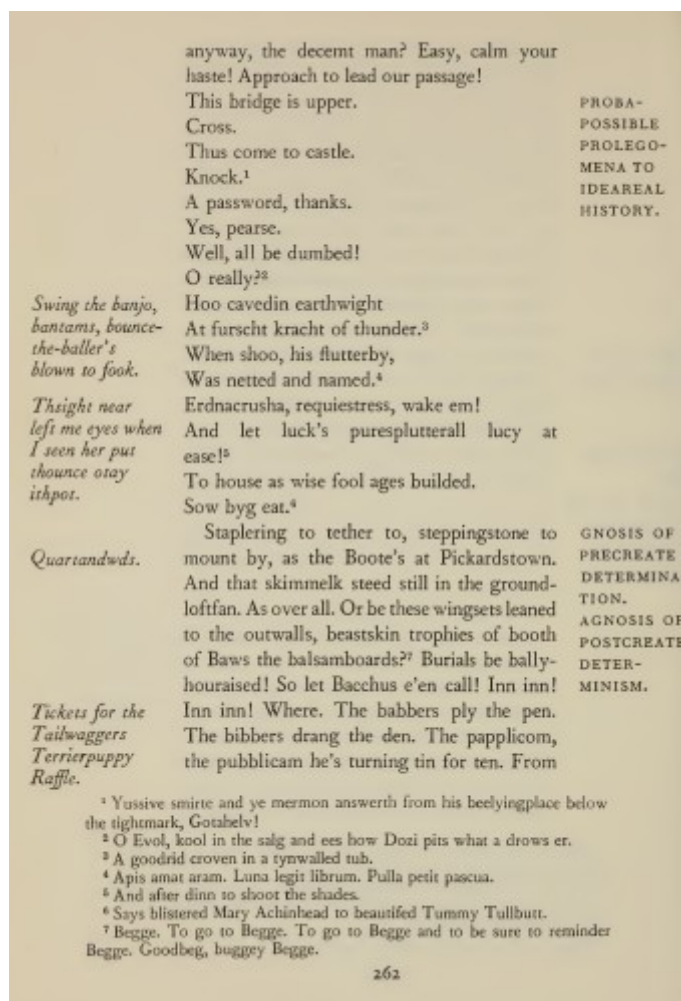 anyway, the decemt man? Easy, calm your
haste! Approach to lead our passage!
This bridge is upper.
Cross.
Thus come to castle.
Knock.¹
A password, thanks.
Yes, pearse.
Well, all be dumbed!
O really?²
PROBA-
POSSIBLE
PROLEGO-
MENA TO
IDEAREAL
HISTORY.
Swing the banjo,
bantams, bounce-
the-baller's
blown to fook.
Hoo cavedin earthwight
At furscht kracht of thunder.³
When shoo, his flutterby,
Was netted and named.⁴
Thsight near
left me eyes when
I seen her put
thounce otay
ithpot.
Erdnacrusha, requiestress, wake em!
And let luck's puresplutterall lucy at
ease!⁵
To house as wise fool ages builded.
Sow byg eat.⁴
Quartandwds.
Staplering to tether to, steppingstone to
mount by, as the Boote's at Pickardstown.
And that skimmelk steed still in the ground-
loftfan. As over all. Or be these wingsets leaned
to the outwalls, beastskin trophies of booth
of Baws the balsamboards?⁷ Burials be bally-
houraised! So let Bacchus e'en call! Inn inn!
GNOSIS OF
PRECREATE
DETERMINA
TION.
AGNOSIS OF
POSTCREATE
DETER-
MINISM.
Tickets for the
Tailwaggers
Terrierpuppy
Raffle.
Inn inn! Where. The babbers ply the pen.
The bibbers drang the den. The papplicom,
the pubblicam he's turning tin for ten. From
¹ Yussive smirte and ye mermon answerth from his beelyingplace below
the tightmark, Gotahelv!
² O Evol, kool in the salg and ees how Dozi pits what a drows er.
³ A goodrid croven in a tynwalled tub.
⁴ Apis amat aram. Luna legit librum. Pulla petit pascua.
⁵ And after dinn to shoot the shades.
⁶ Says blistered Mary Achinhead to beautifed Tummy Tullbutt.
⁷ Begge. To go to Begge. To go to Begge and to be sure to reminder
Begge. Goodbeg, buggey Begge.
262